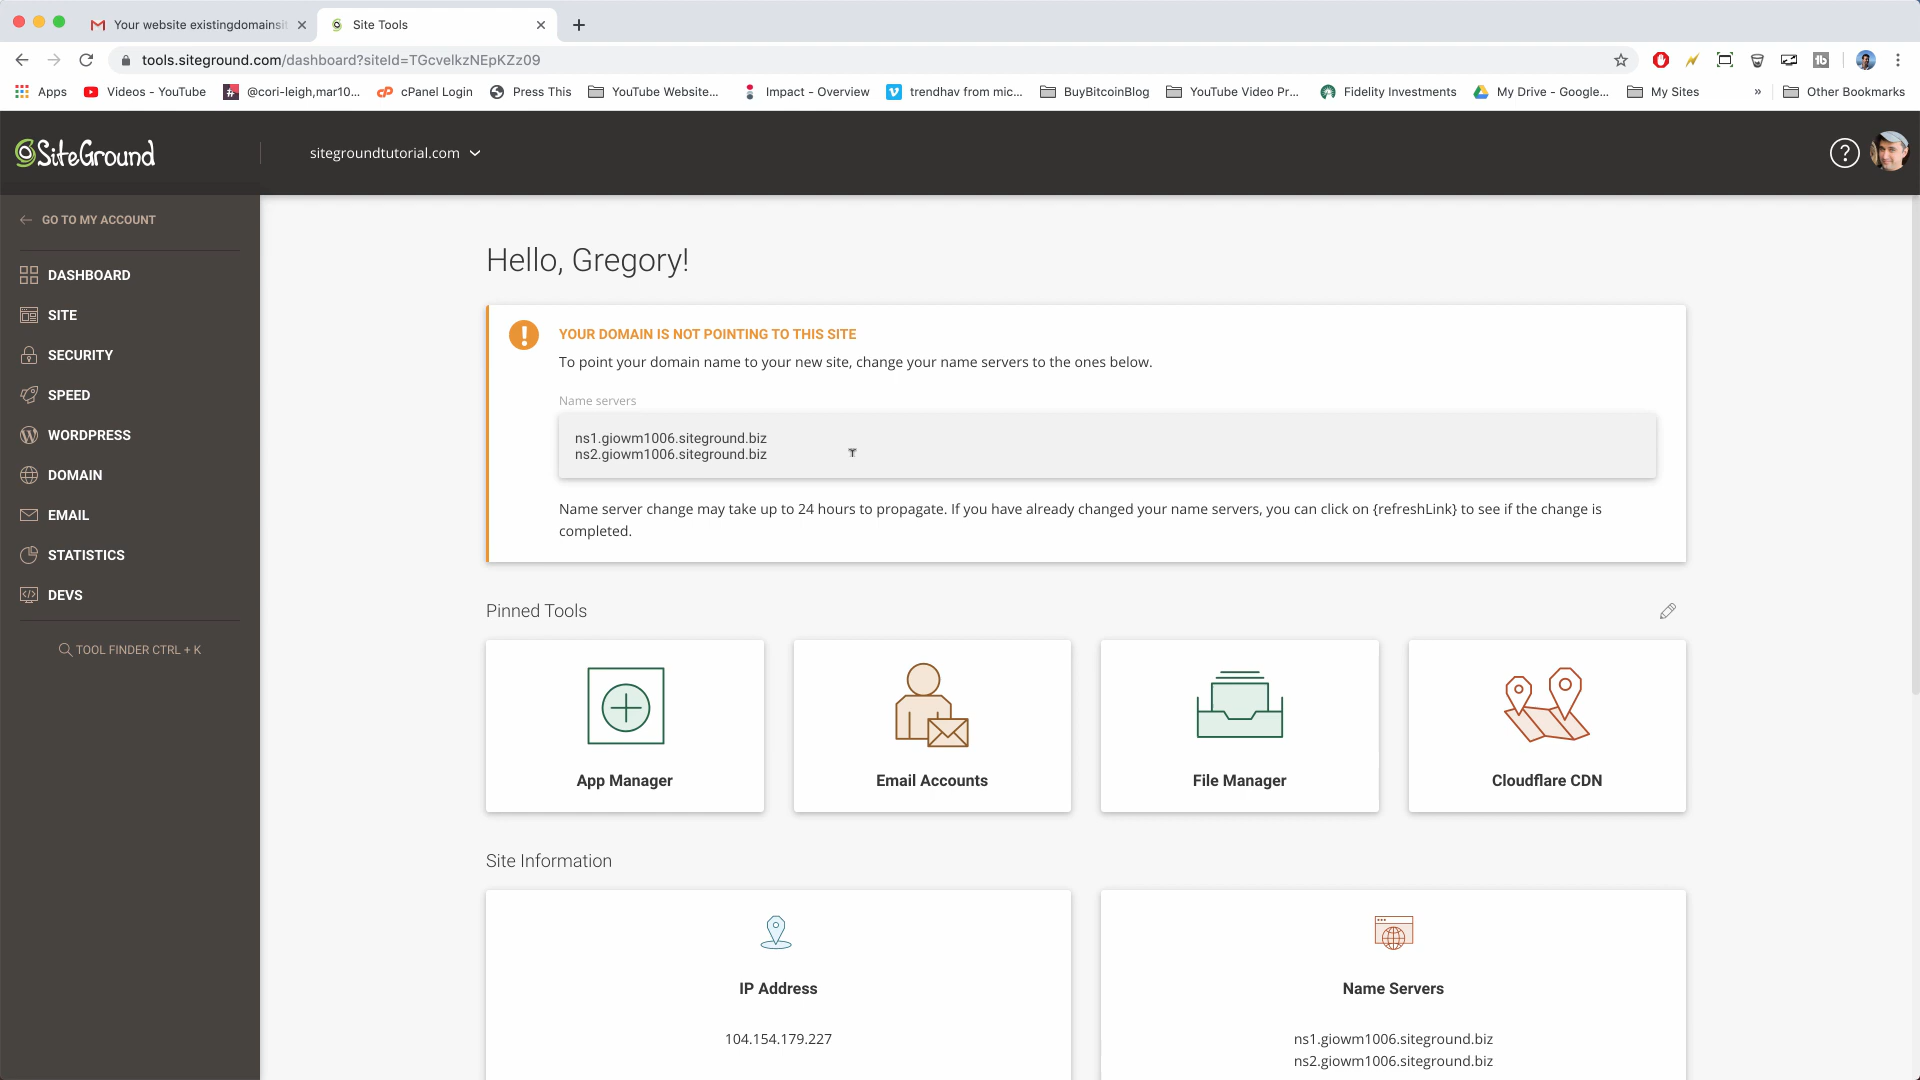 Your website existingdomainsit
Site Tools
tools.siteground.com/dashboard?siteId=TGcvelkzNEpKZz09
Apps
Videos - YouTube
@cori-leigh,mar10...
cPanel Login
Press This
YouTube Website...
Impact - Overview
trendhav from mic...
BuyBitcoinBlog
YouTube Video Pr...
Fidelity Investments
My Drive - Google...
My Sites
»
Other Bookmarks
SiteGround
sitegroundtutorial.com
?
GO TO MY ACCOUNT
DASHBOARD
SITE
SECURITY
SPEED
WORDPRESS
DOMAIN
EMAIL
STATISTICS
DEVS
TOOL FINDER CTRL + K
Hello, Gregory!
YOUR DOMAIN IS NOT POINTING TO THIS SITE
To point your domain name to your new site, change your name servers to the ones below.
Name servers
ns1.giowm1006.siteground.biz
ns2.giowm1006.siteground.biz
Name server change may take up to 24 hours to propagate. If you have already changed your name servers, you can click on {refreshLink} to see if the change is
completed.
Pinned Tools
App Manager
Email Accounts
File Manager
Cloudflare CDN
Site Information
IP Address
104.154.179.227
Name Servers
ns1.giowm1006.siteground.biz
ns2.giowm1006.siteground.biz